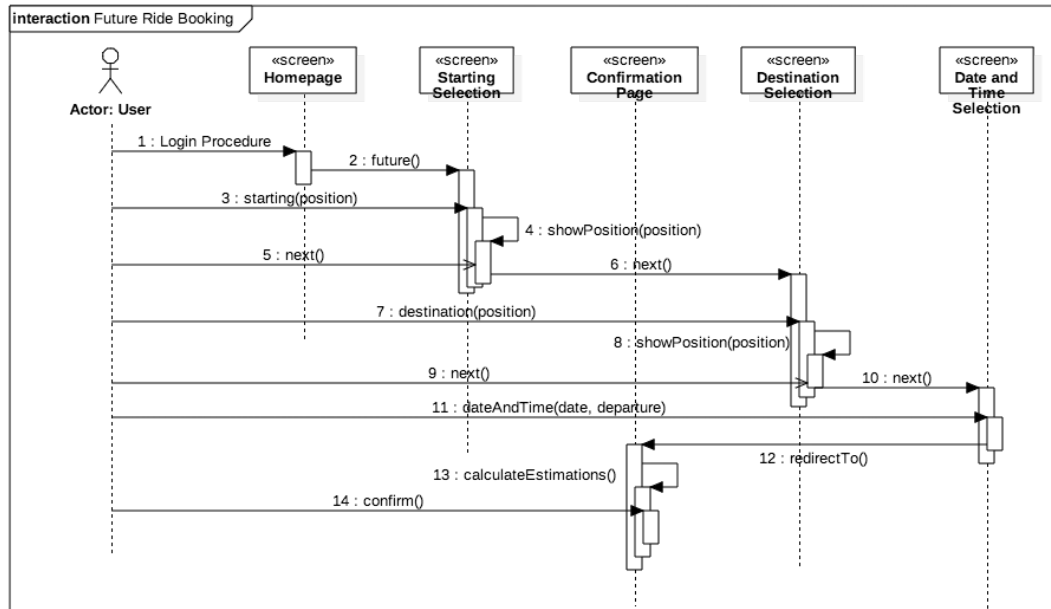 interaction Future Ride Booking
Actor: User
«screen»
Homepage
«screen»
Starting
Selection
«screen»
Confirmation
Page
«screen»
Destination
Selection
«screen»
Date and
Time
Selection
1 : Login Procedure
2 : future()
3 : starting(position)
4 : showPosition(position)
5 : next()
6 : next()
7 : destination(position)
8 : showPosition(position)
9 : next()
10 : next()
11 : dateAndTime(date, departure)
12 : redirectTo()
13 : calculateEstimations()
14 : confirm()